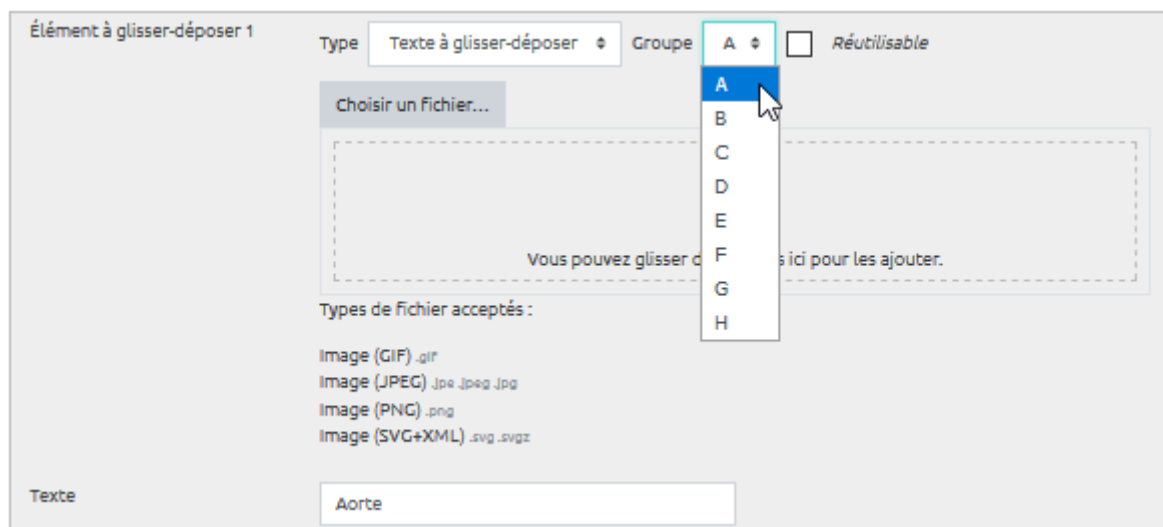 Élément à glisser-déposer 1
Type Texte à glisser-déposer Groupe A Réutilisable
Choisir un fichier...
A
B
C
D
E
F
G
H
Vous pouvez glisser d s ici pour les ajouter.
Types de fichier acceptés :
Image (GIF) .gif
Image (JPEG) .jpe .jpeg .jpg
Image (PNG) .png
Image (SVG+XML) .svg .svgz
Texte
Aorte